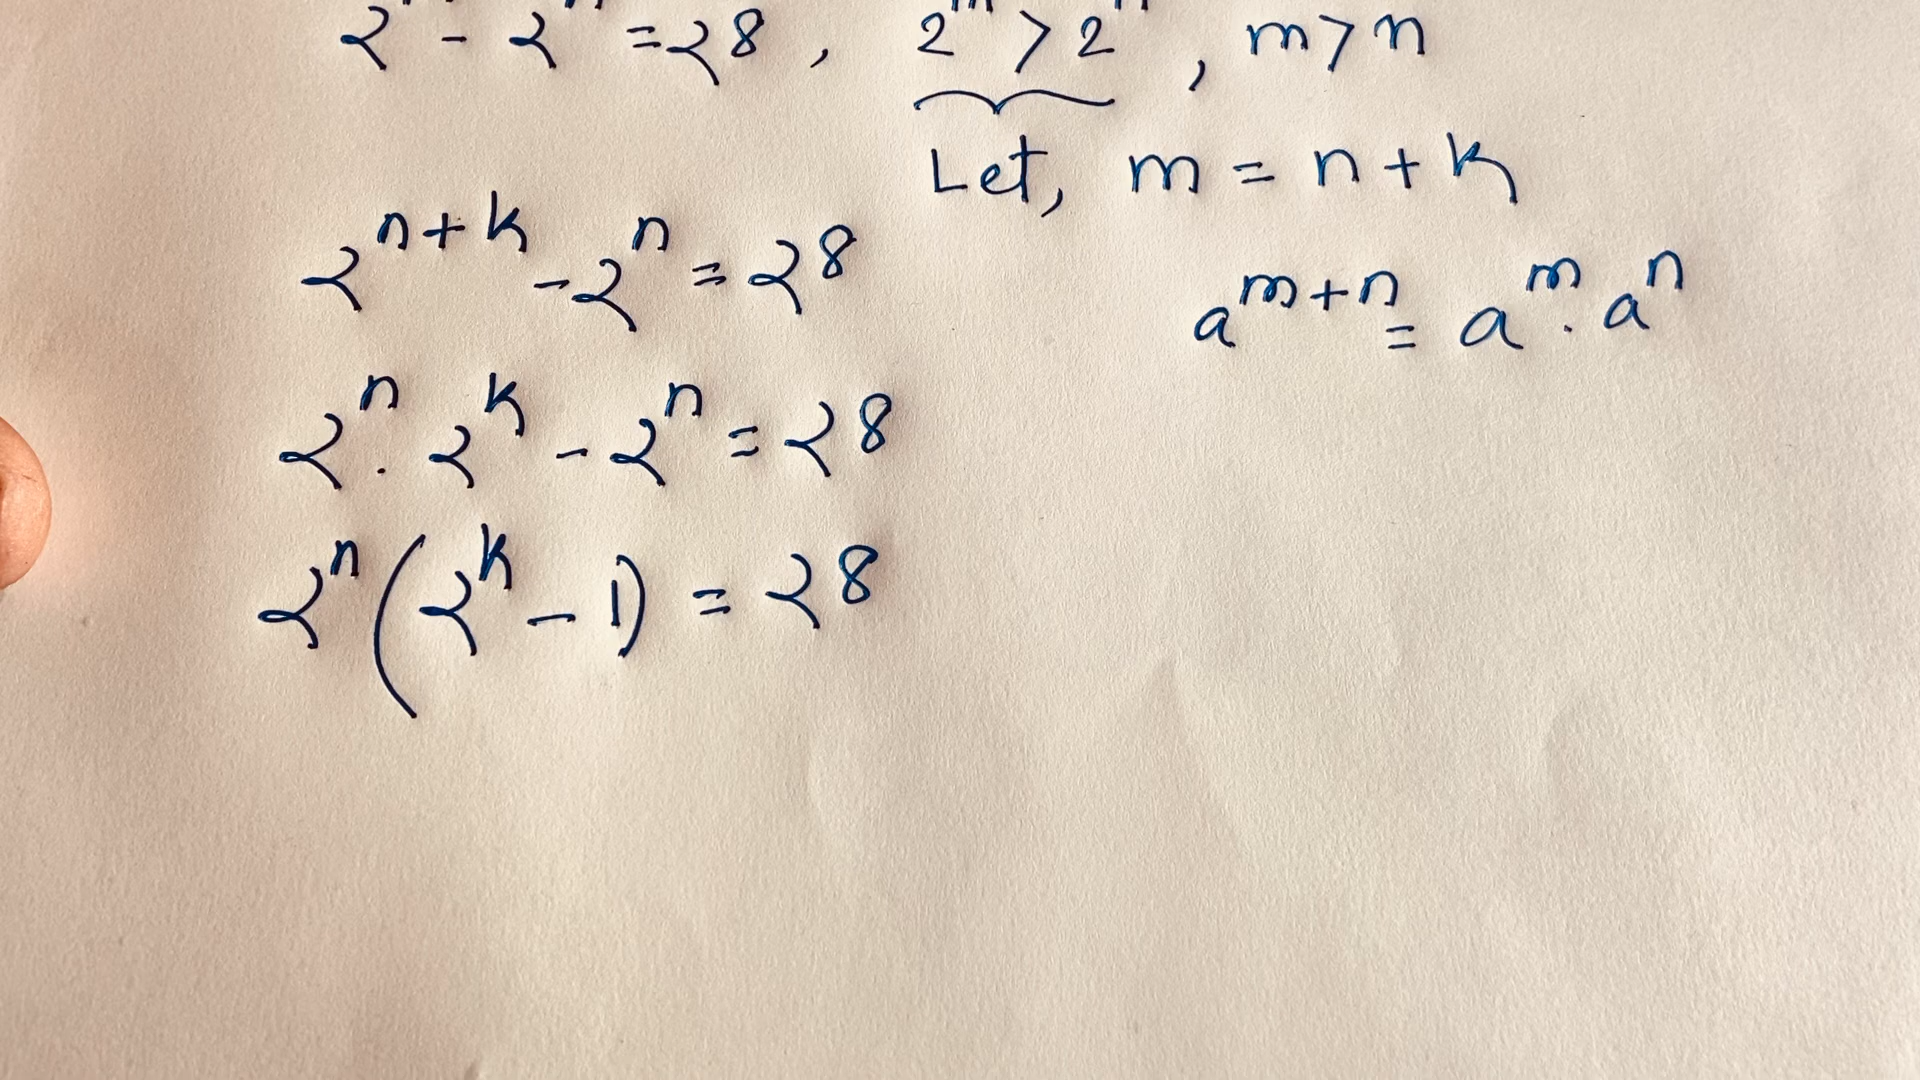 2^m - 2^n = 28, 2^m > 2^n, m > n
Let, m = n + k
2^{n+k} - 2^n = 28
a^{m+n} = a^m . a^n
2^n . 2^k - 2^n = 28
2^n (2^k - 1) = 28